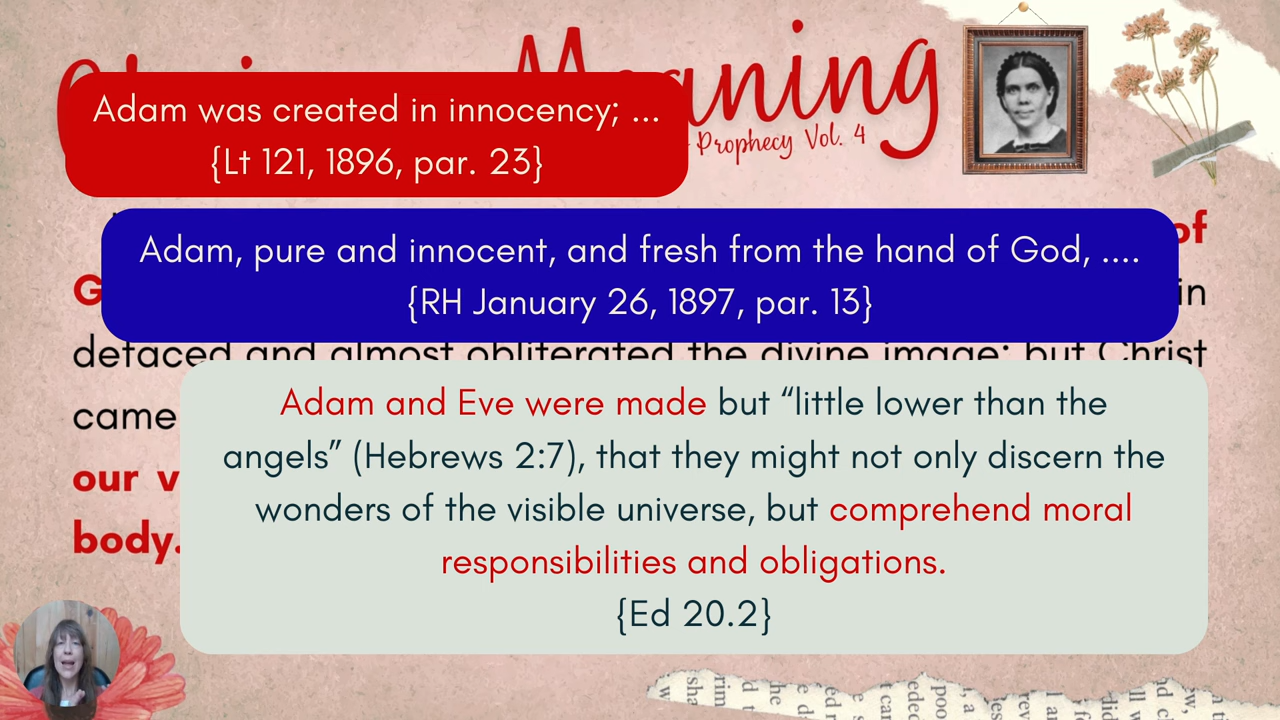 Meaning
Prophecy Vol. 4
Adam was created in innocency; ...
{Lt 121, 1896, par. 23}
of
Adam, pure and innocent, and fresh from the hand of God, ....
{RH January 26, 1897, par. 13}
in
defaced and almost obliterated the divine image; but Christ
came
our
body.
Adam and Eve were made but “little lower than the
angels” (Hebrews 2:7), that they might not only discern the
wonders of the visible universe, but comprehend moral
responsibilities and obligations.
{Ed 20.2}